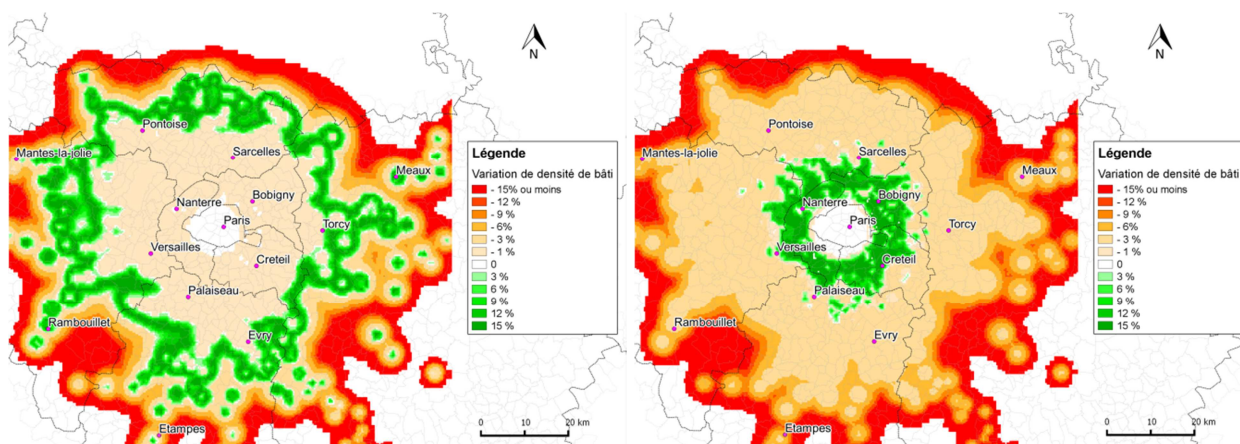 N
Pontoise
Mantes-la-jolie
Sarcelles
Meaux
Bobigny
Nanterre
Paris
Torcy
Versailles
Creteil
Palaiseau
Rambouillet
Evry
Etampes
Légende
Variation de densité de bâti
- 15% ou moins
- 12 %
- 9 %
- 6%
- 3 %
- 1 %
0
3 %
6 %
9 %
12 %
15 %
0 10 20 km
N
Pontoise
Mantes-la-jolie
Sarcelles
Meaux
Bobigny
Nanterre
Paris
Torcy
Versailles
Creteil
Palaiseau
Rambouillet
Evry
Etampes
Légende
Variation de densité de bâti
- 15% ou moins
- 12 %
- 9 %
- 6%
- 3 %
- 1 %
0
3 %
6 %
9 %
12 %
15 %
0 10 20 km